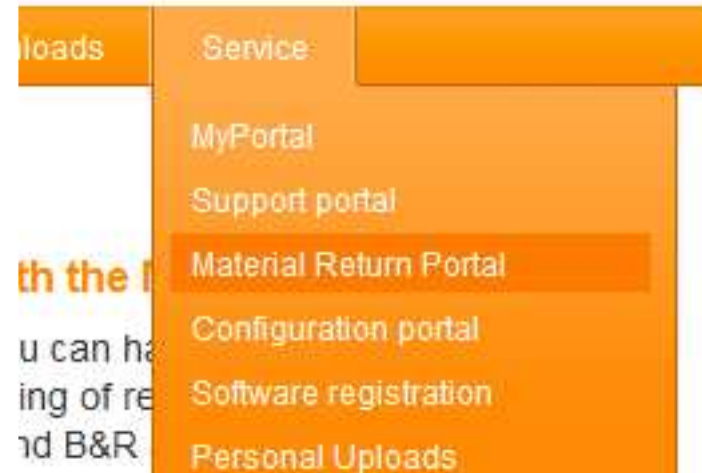 loads Service
MyPortal
Support portal
th the Material Return Portal
u can ha Configuration portal
ing of re Software registration
nd B&R Personal Uploads